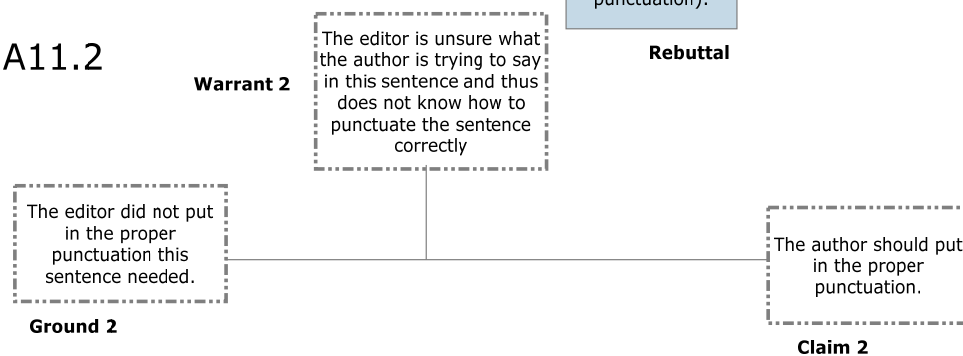 punctuation).
Rebuttal
A11.2
Warrant 2
The editor is unsure what
the author is trying to say
in this sentence and thus
does not know how to
punctuate the sentence
correctly
The editor did not put
in the proper
punctuation this
sentence needed.
Ground 2
The author should put
in the proper
punctuation.
Claim 2